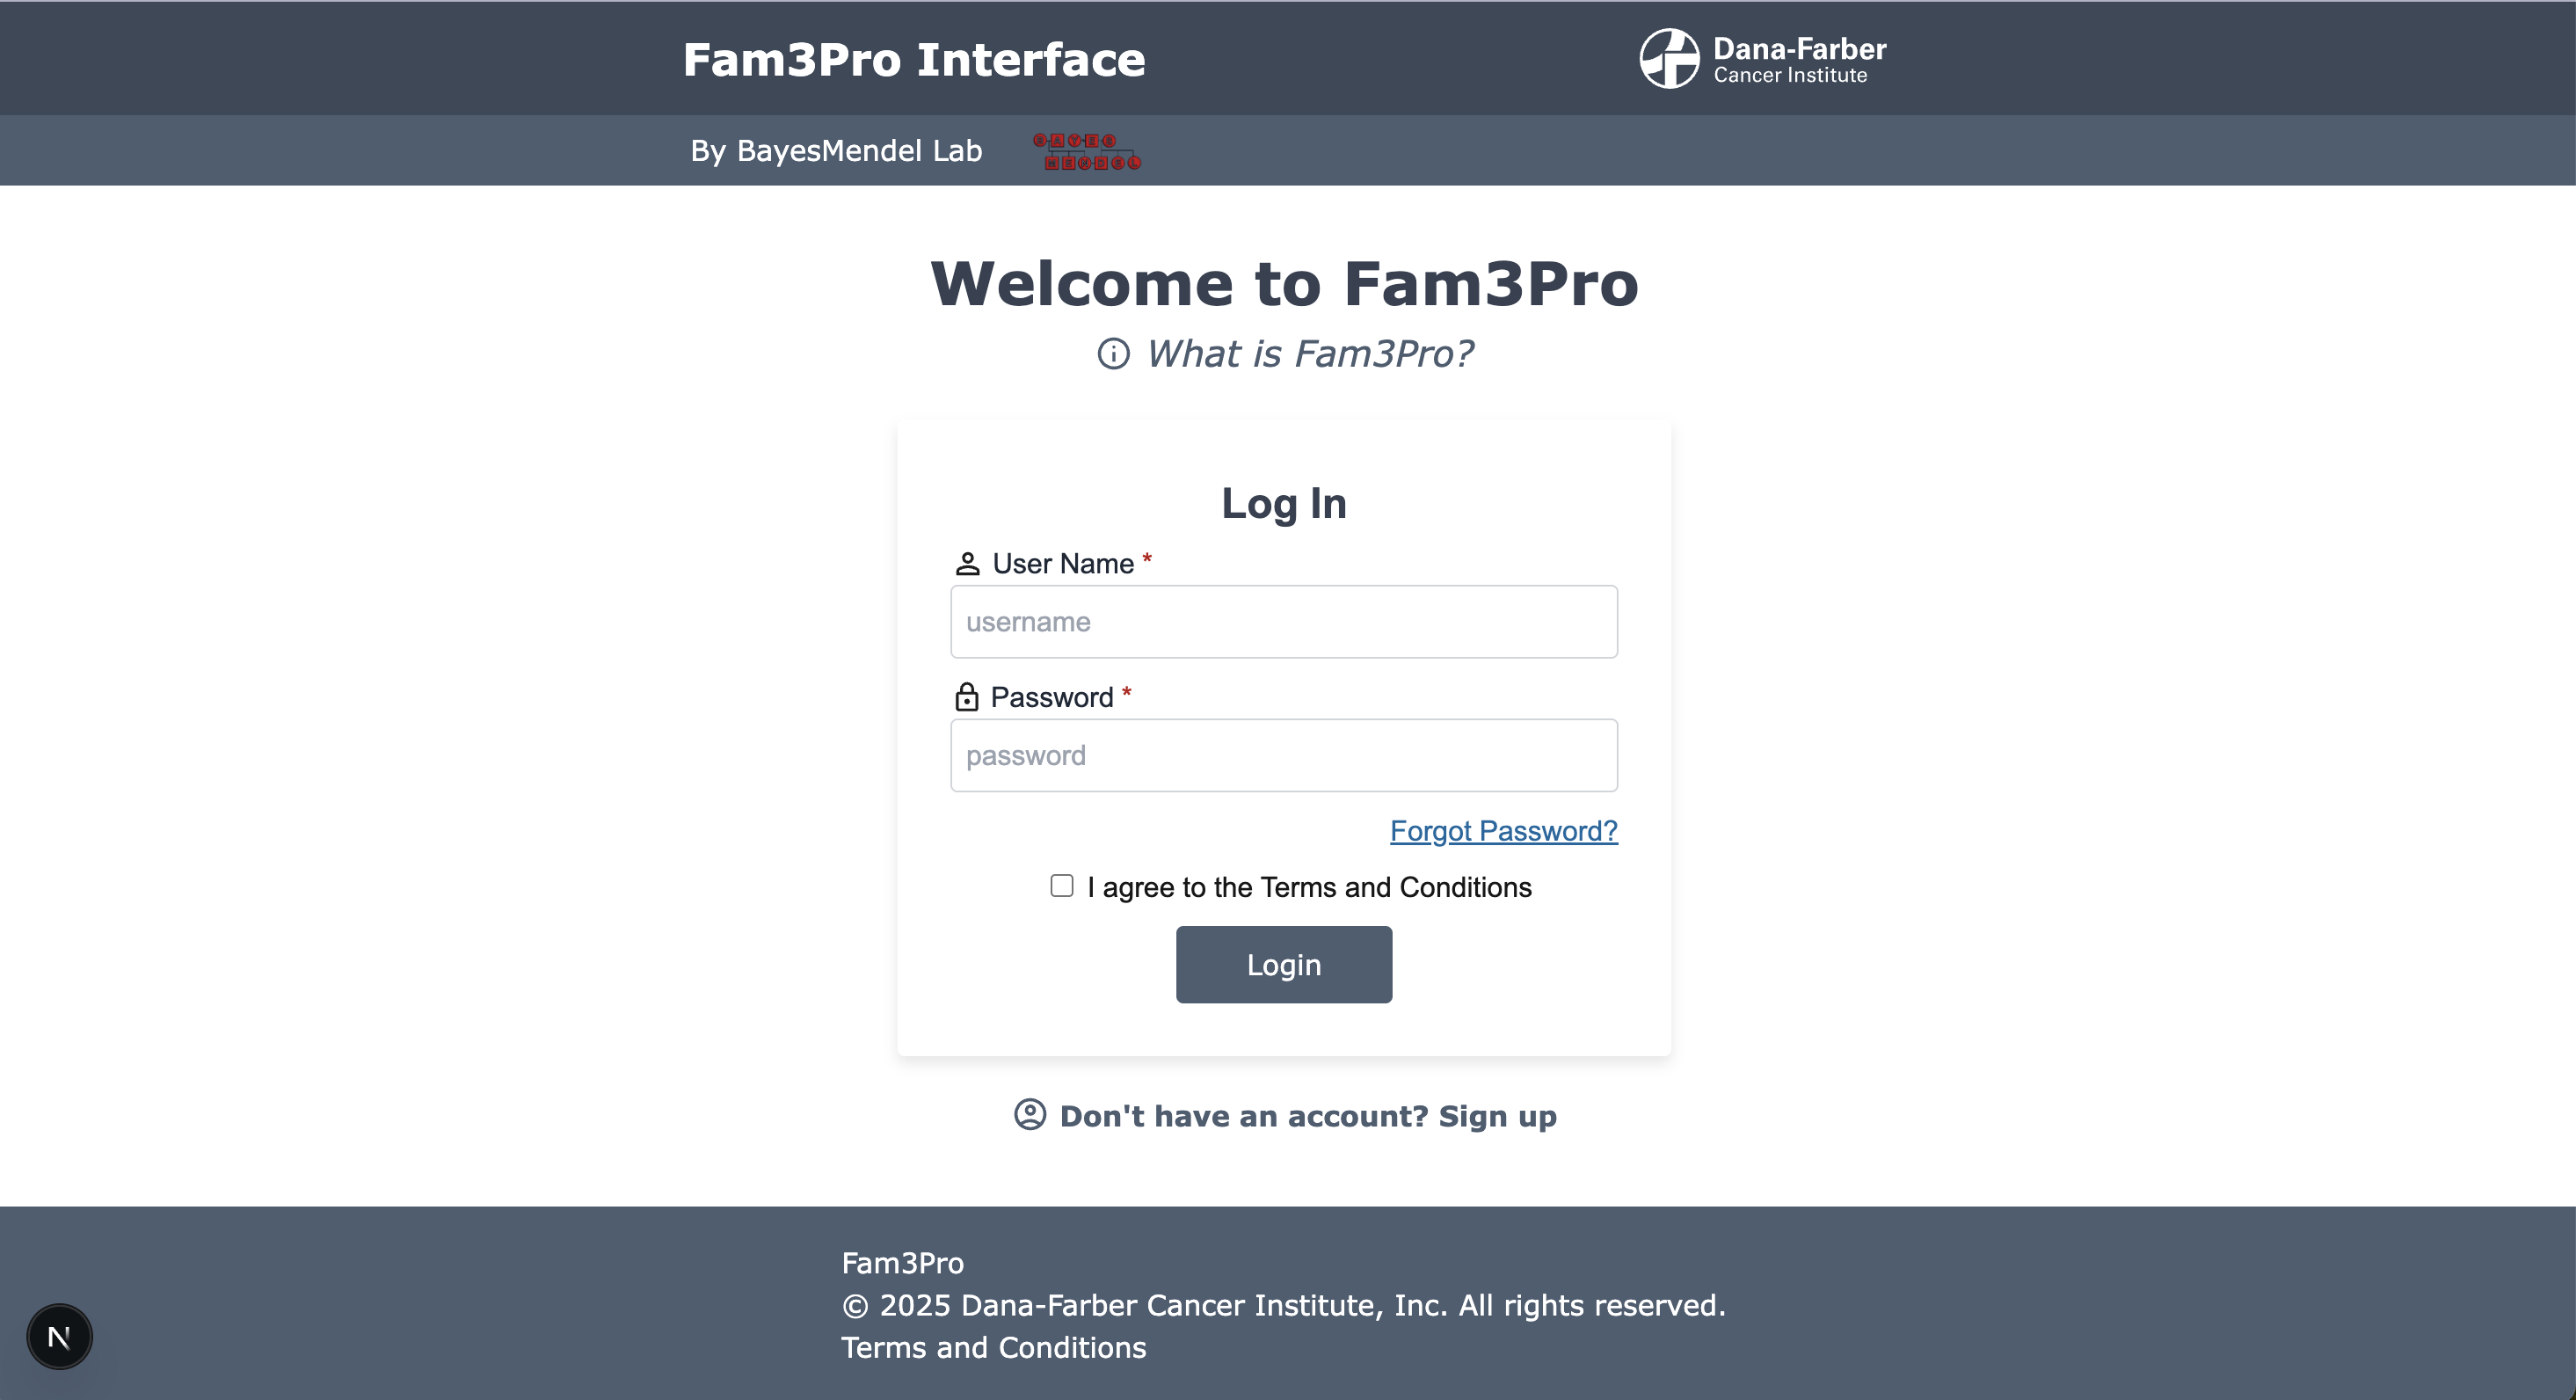 Fam3Pro Interface
Dana-Farber
Cancer Institute
By BayesMendel Lab
BAYES
MENDEL
Welcome to Fam3Pro
What is Fam3Pro?
Log In
User Name *
username
Password *
password
Forgot Password?
I agree to the Terms and Conditions
Login
Don't have an account? Sign up
Fam3Pro
© 2025 Dana-Farber Cancer Institute, Inc. All rights reserved.
Terms and Conditions
N